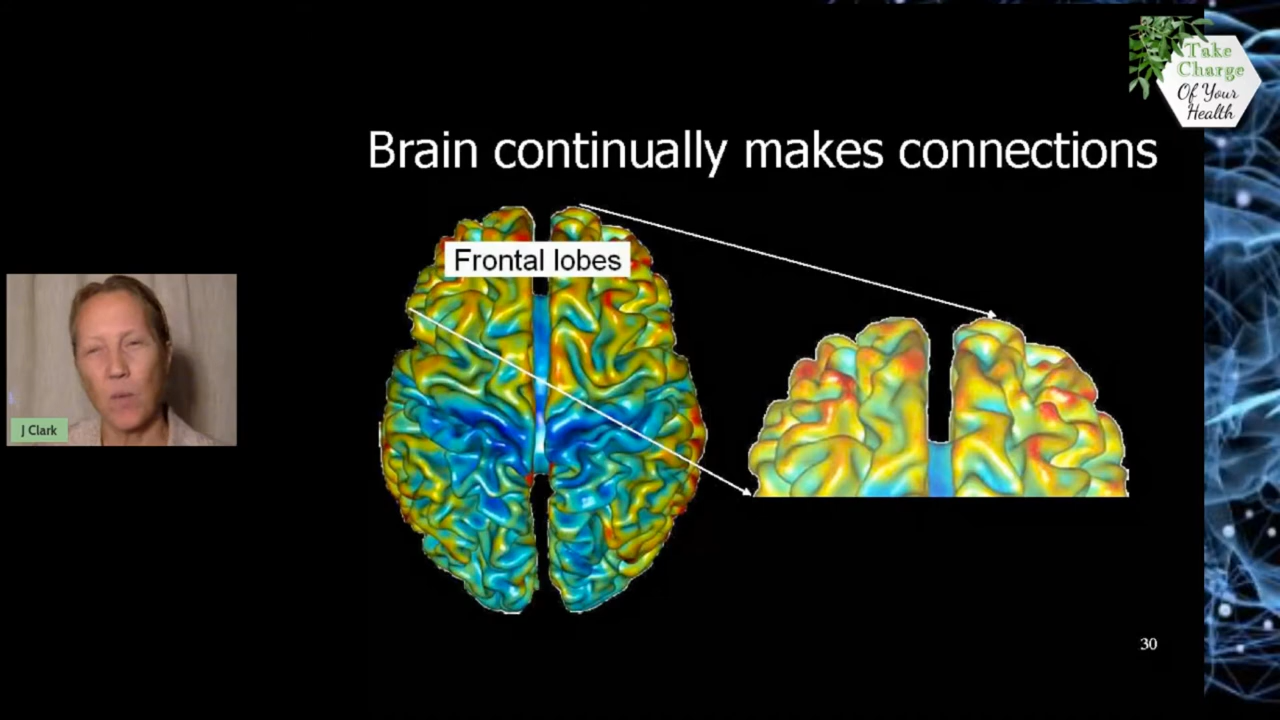 Take
Charge
Of Your
Health
Brain continually makes connections
Frontal lobes
J Clark
30